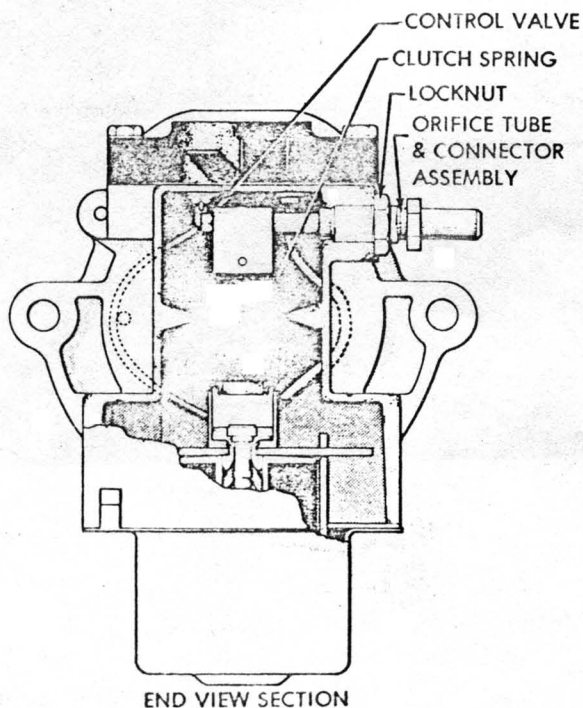 CONTROL VALVE
CLUTCH SPRING
LOCKNUT
ORIFICE TUBE
& CONNECTOR
ASSEMBLY
END VIEW SECTION